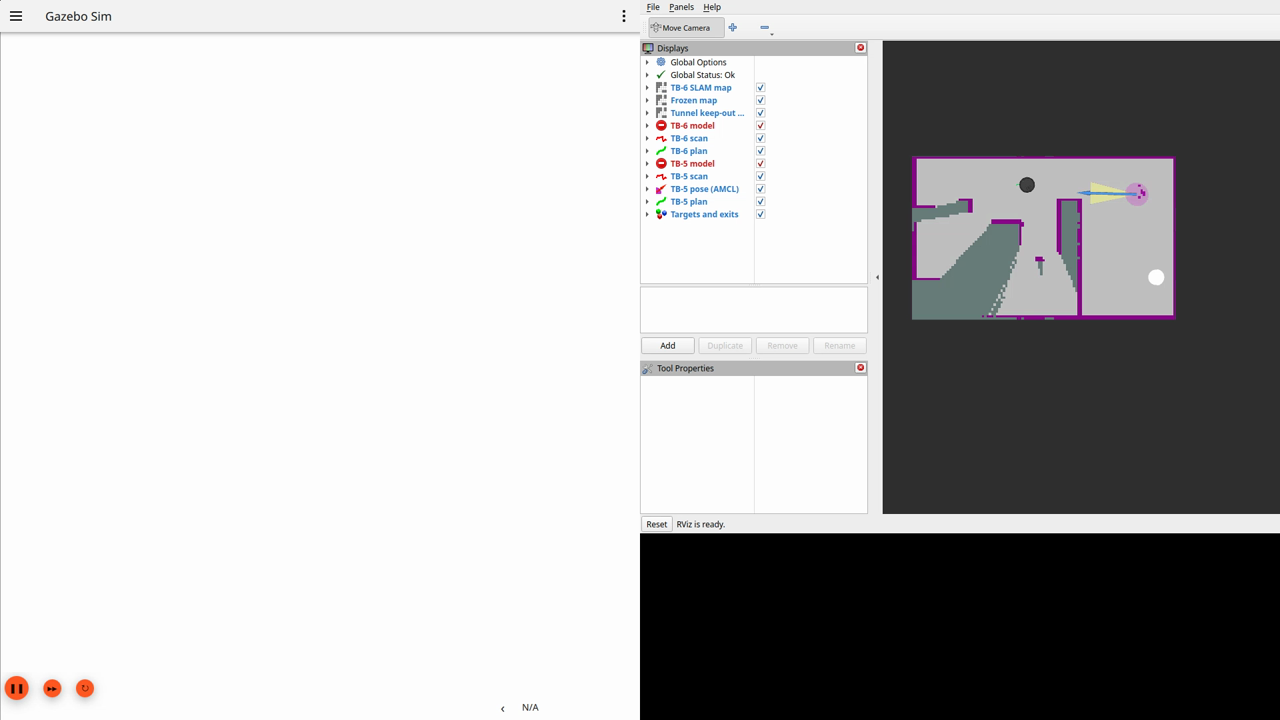 Gazebo Sim
N/A
File Panels Help
Move Camera
Displays
Global Options
Global Status: Ok
TB-6 SLAM map
Frozen map
Tunnel keep-out ...
TB-6 model
TB-6 scan
TB-6 plan
TB-5 model
TB-5 scan
TB-5 pose (AMCL)
TB-5 plan
Targets and exits
Add Duplicate Remove Rename
Tool Properties
Reset RViz is ready.